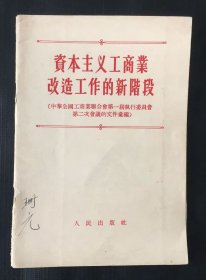 資本主义工商業
改造工作的新階段
(中華全國工商業聯合會第一屆執行委員會
第二次會議的文件彙編)
人民出版社